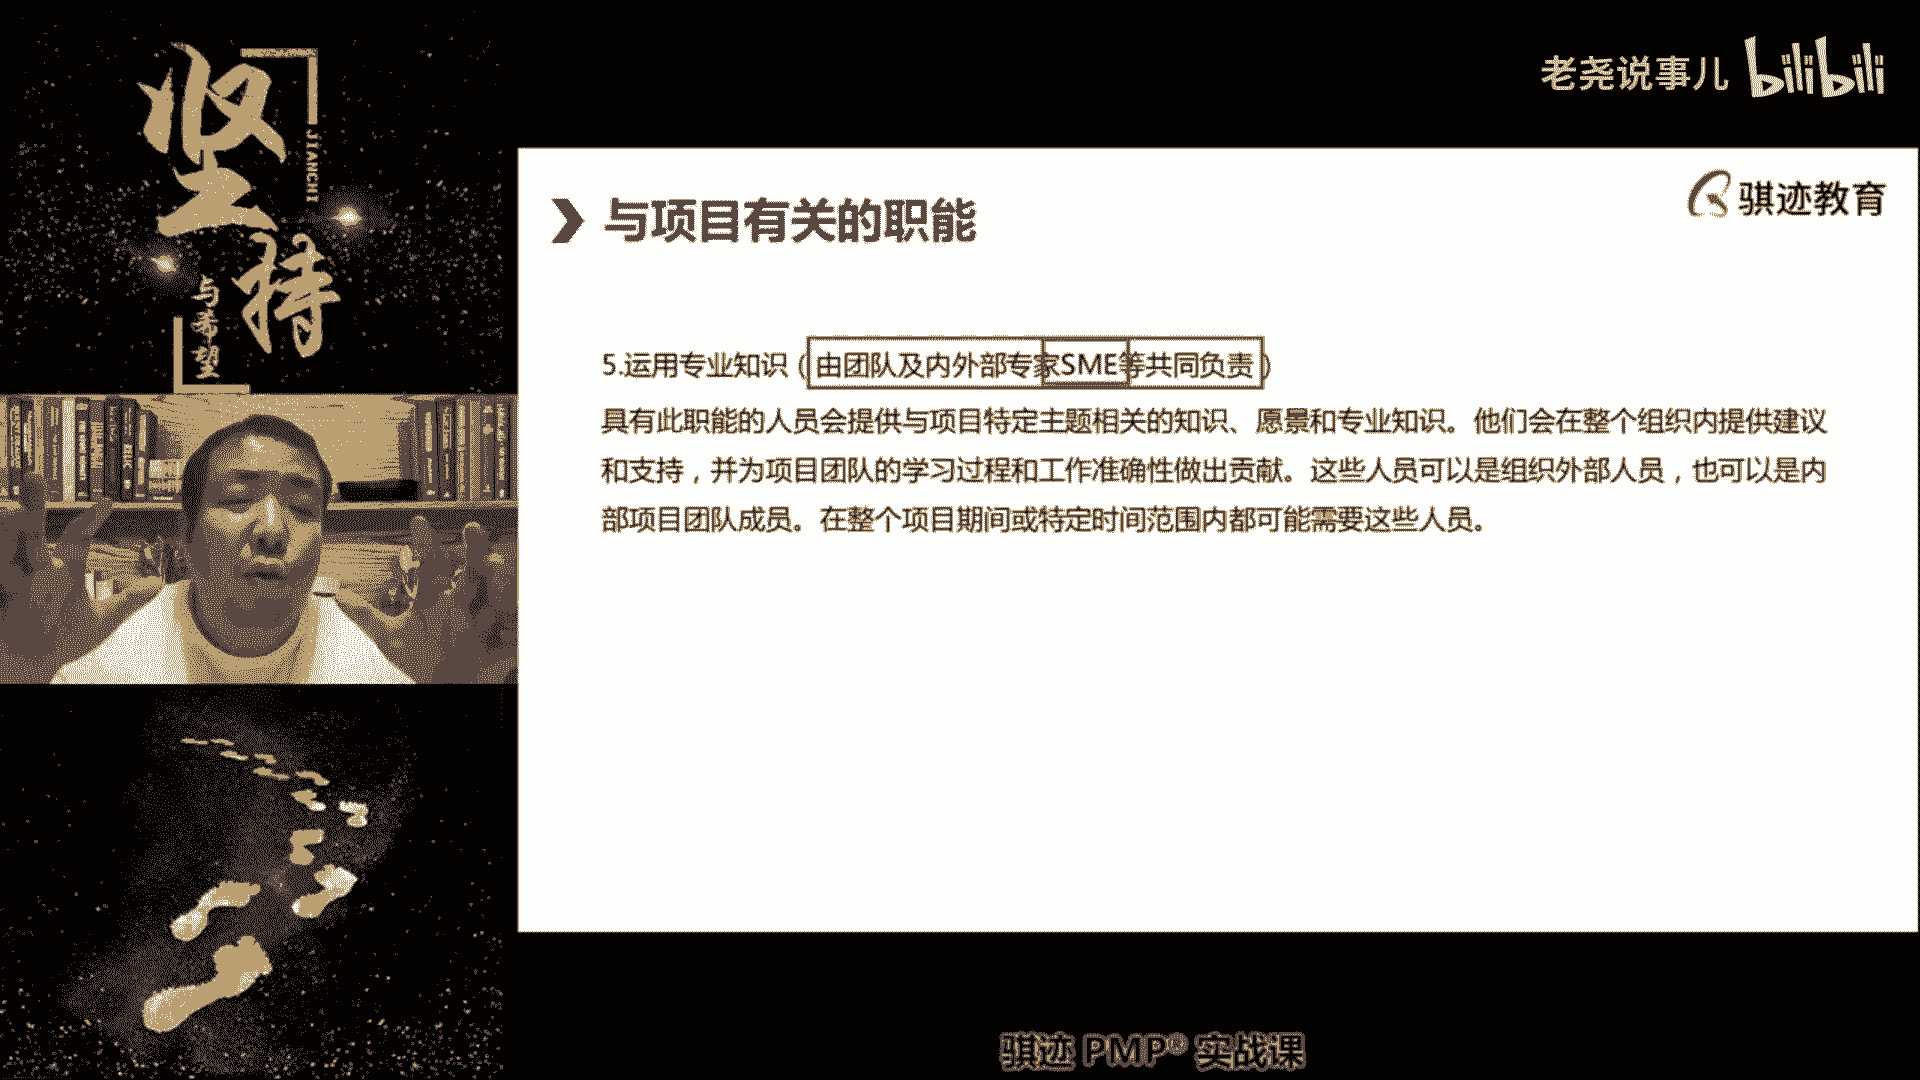 坚持
JIANCHI
与希望
老尧说事儿 bilibili
骐迹教育
与项目有关的职能
5.运用专业知识（由团队及内外部专家SME等共同负责）
具有此职能的人员会提供与项目特定主题相关的知识、愿景和专业知识。他们会在整个组织内提供建议
和支持，并为项目团队的学习过程和工作准确性做出贡献。这些人员可以是组织外部人员，也可以是内
部项目团队成员。在整个项目期间或特定时间范围内都可能需要这些人员。
骐迹 PMP® 实战课